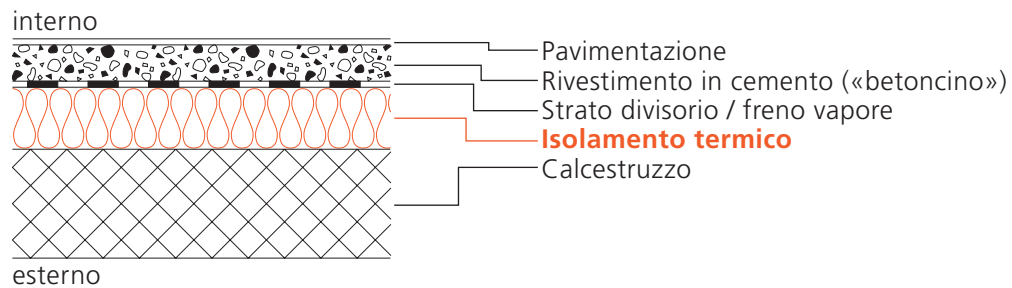 interno
Pavimentazione
Rivestimento in cemento («betoncino»)
Strato divisorio / freno vapore
Isolamento termico
Calcestruzzo
esterno